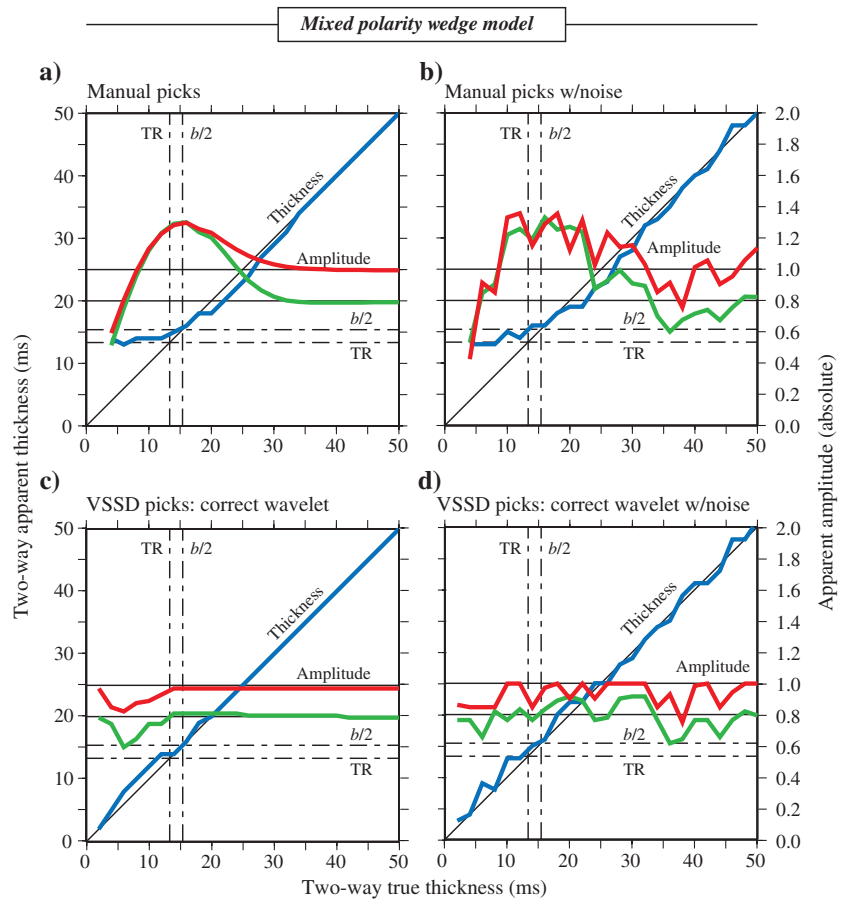 Mixed polarity wedge model
a)
Manual picks
50
40
30
20
10
0
TR
b/2
Thickness
Amplitude
b/2
TR
0 10 20 30 40 50
b)
Manual picks w/noise
2.0
1.8
1.6
1.4
1.2
1.0
0.8
0.6
0.4
0.2
0.0
TR
b/2
Thickness
Amplitude
b/2
TR
0 10 20 30 40 50
c)
VSSD picks: correct wavelet
50
40
30
20
10
0
TR
b/2
Thickness
Amplitude
b/2
TR
0 10 20 30 40 50
d)
VSSD picks: correct wavelet w/noise
2.0
1.8
1.6
1.4
1.2
1.0
0.8
0.6
0.4
0.2
0.0
TR
b/2
Thickness
Amplitude
b/2
TR
0 10 20 30 40 50
Two-way apparent thickness (ms)
Apparent amplitude (absolute)
Two-way true thickness (ms)